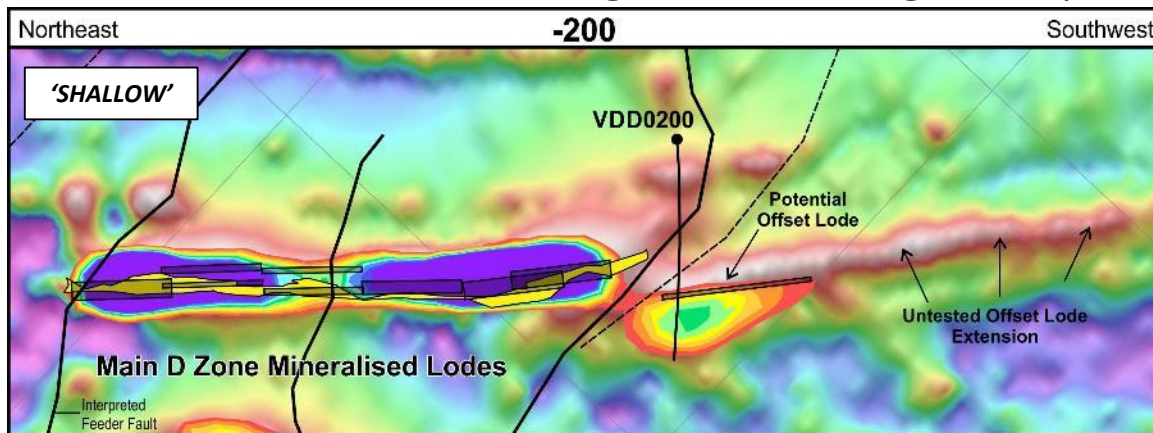 Northeast
-200
Southwest
'SHALLOW'
VDD0200
Potential
Offset Lode
Untested Offset Lode
Extension
Main D Zone Mineralised Lodes
Interpreted
Feeder Fault